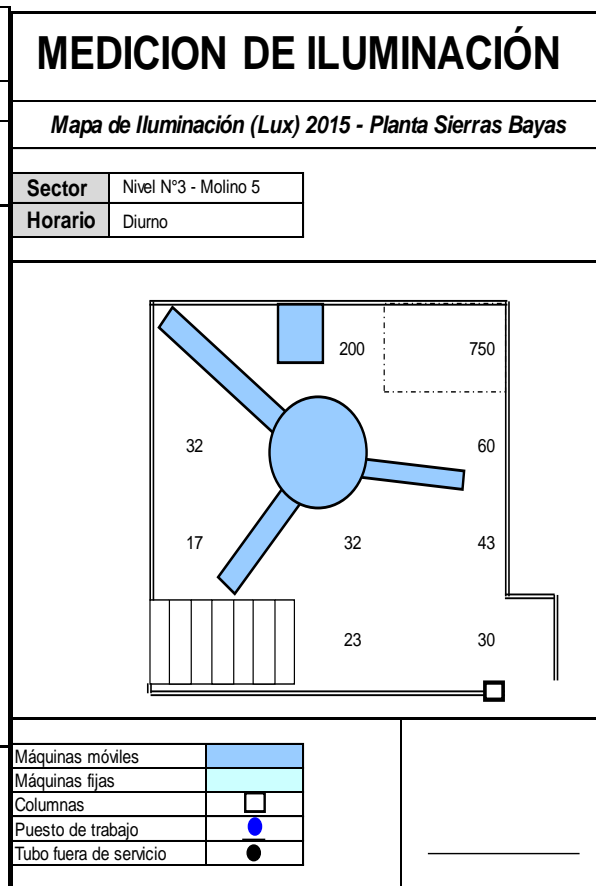 MEDICION DE ILUMINACIÓN
Mapa de Iluminación (Lux) 2015 - Planta Sierras Bayas
Sector Nivel N°3 - Molino 5
Horario Diurno
200 750
32 60
17 32 43
23 30
Máquinas móviles
Máquinas fijas
Columnas
Puesto de trabajo
Tubo fuera de servicio